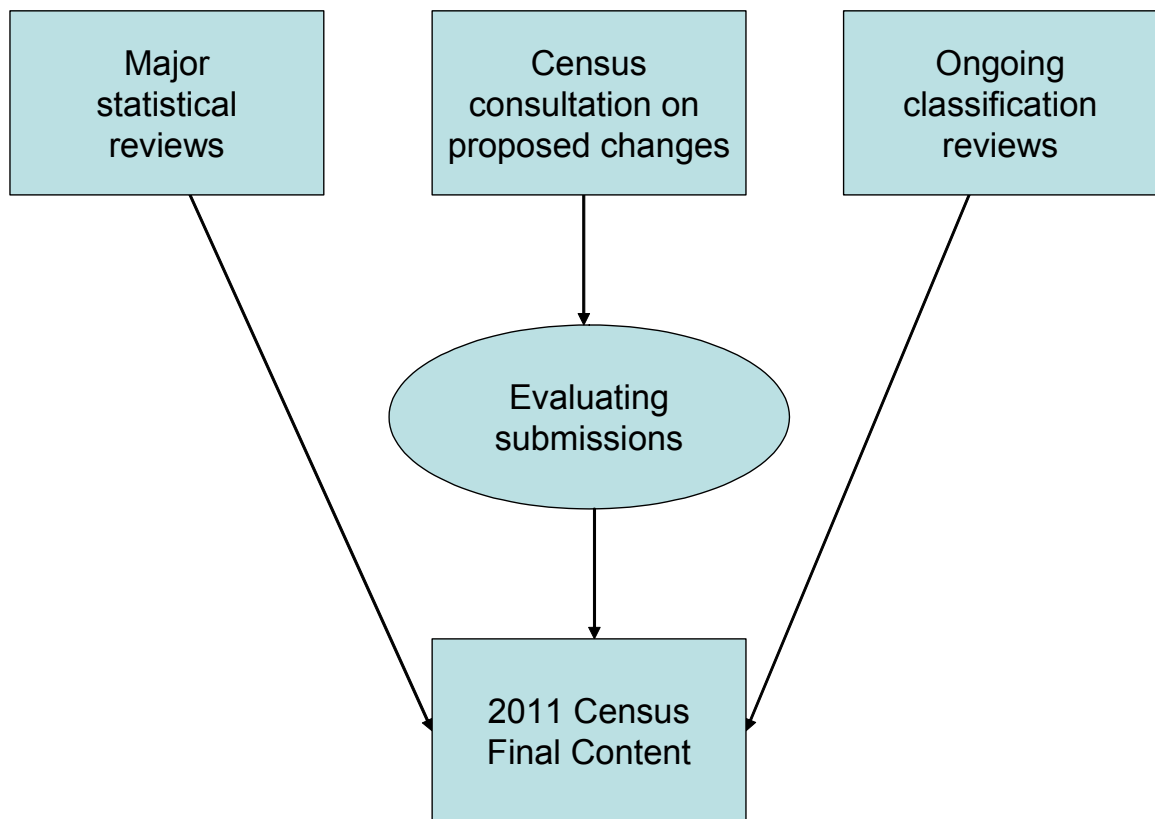 Major
statistical
reviews
Census
consultation on
proposed changes
Ongoing
classification
reviews
Evaluating
submissions
2011 Census
Final Content